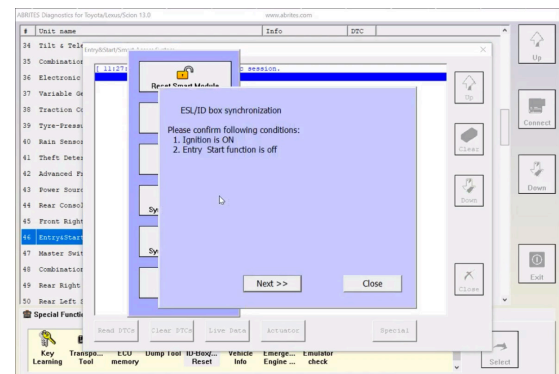 ABRITES Diagnostics for Toyota/Lexus/Scion 13.0 www.abrites.com
# Unit name Info DTC
34 Tilt & Tele
35 Combination
36 Electronic
37 Variable Ge
38 Traction Co
39 Tyre-Pressu
40 Rain Sensor
41 Theft Deter
42 Advanced Fr
43 Power Sourc
44 Rear Consol
45 Front Right
46 Entry&Start
47 Master Swit
48 Combination
49 Rear Right
50 Rear Left S
Entry&Start/Smart
[ 11:27:
session.
Reset Smart Module
ESL/ID box synchronization
Please confirm following conditions:
1. Ignition is ON
2. Entry Start function is off
Next >> Close
Sy
Sy
Up
Clear
Down
Close
Read DTCs Clear DTCs Live Data Actuator Special
Up
Connect
Down
Exit
Select
Special Functi
Key Learning
Transpo... Tool
ECU memory
Dump Tool
ID-Box/... Reset
Vehicle Info
Emerge... Engine ...
Emulator check